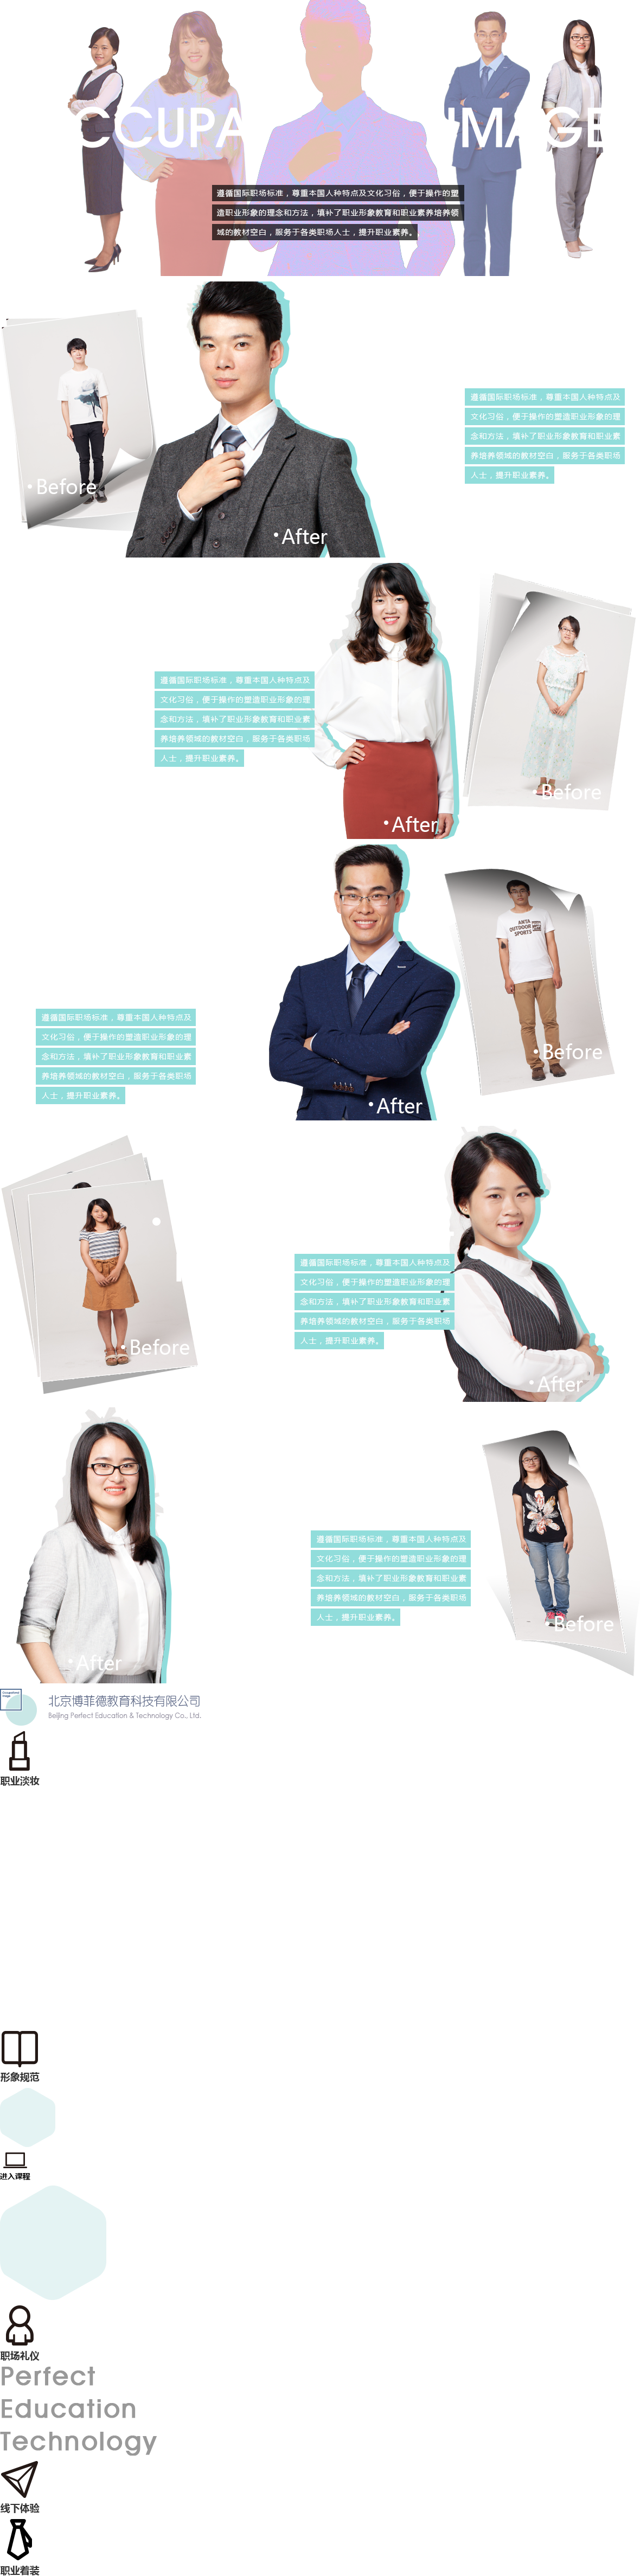 OCCUPA IMAGE
遵循国际职场标准，尊重本国人种特点及文化习俗，便于操作的塑
造职业形象的理念和方法，填补了职业形象教育和职业素养培养领
域的教材空白，服务于各类职场人士，提升职业素养。
• Before
• After
遵循国际职场标准，尊重本国人种特点及
文化习俗，便于操作的塑造职业形象的理
念和方法，填补了职业形象教育和职业素
养培养领域的教材空白，服务于各类职场
人士，提升职业素养。
遵循国际职场标准，尊重本国人种特点及
文化习俗，便于操作的塑造职业形象的理
念和方法，填补了职业形象教育和职业素
养培养领域的教材空白，服务于各类职场
人士，提升职业素养。
• After
• Before
遵循国际职场标准，尊重本国人种特点及
文化习俗，便于操作的塑造职业形象的理
念和方法，填补了职业形象教育和职业素
养培养领域的教材空白，服务于各类职场
人士，提升职业素养。
• After
ANTA
OUTDOOR
SPORTS
• Before
• Before
遵循国际职场标准，尊重本国人种特点及
文化习俗，便于操作的塑造职业形象的理
念和方法，填补了职业形象教育和职业素
养培养领域的教材空白，服务于各类职场
人士，提升职业素养。
• After
• After
遵循国际职场标准，尊重本国人种特点及
文化习俗，便于操作的塑造职业形象的理
念和方法，填补了职业形象教育和职业素
养培养领域的教材空白，服务于各类职场
人士，提升职业素养。
• Before
北京博菲德教育科技有限公司
Beijing Perfect Education & Technology Co., Ltd.
职业淡妆
形象规范
进入课程
职场礼仪
Perfect
Education
Technology
线下体验
职业着装